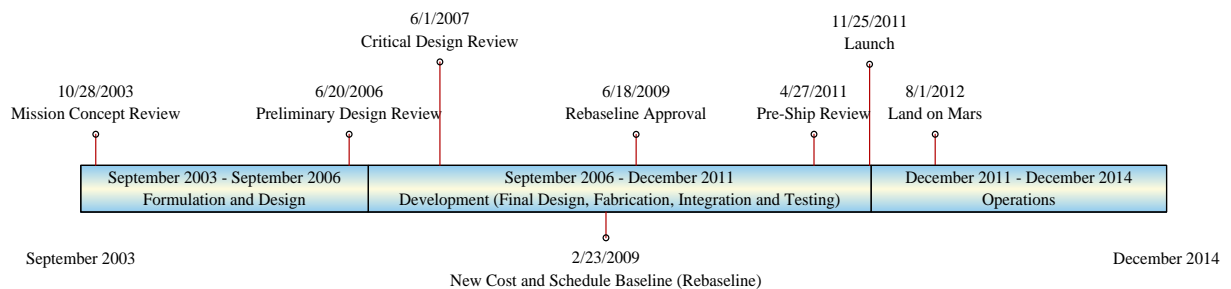 6/1/2007
Critical Design Review
11/25/2011
Launch
10/28/2003
Mission Concept Review
6/20/2006
Preliminary Design Review
6/18/2009
Rebaseline Approval
4/27/2011
Pre-Ship Review
8/1/2012
Land on Mars
September 2003 - September 2006
Formulation and Design
September 2006 - December 2011
Development (Final Design, Fabrication, Integration and Testing)
December 2011 - December 2014
Operations
September 2003
2/23/2009
New Cost and Schedule Baseline (Rebaseline)
December 2014